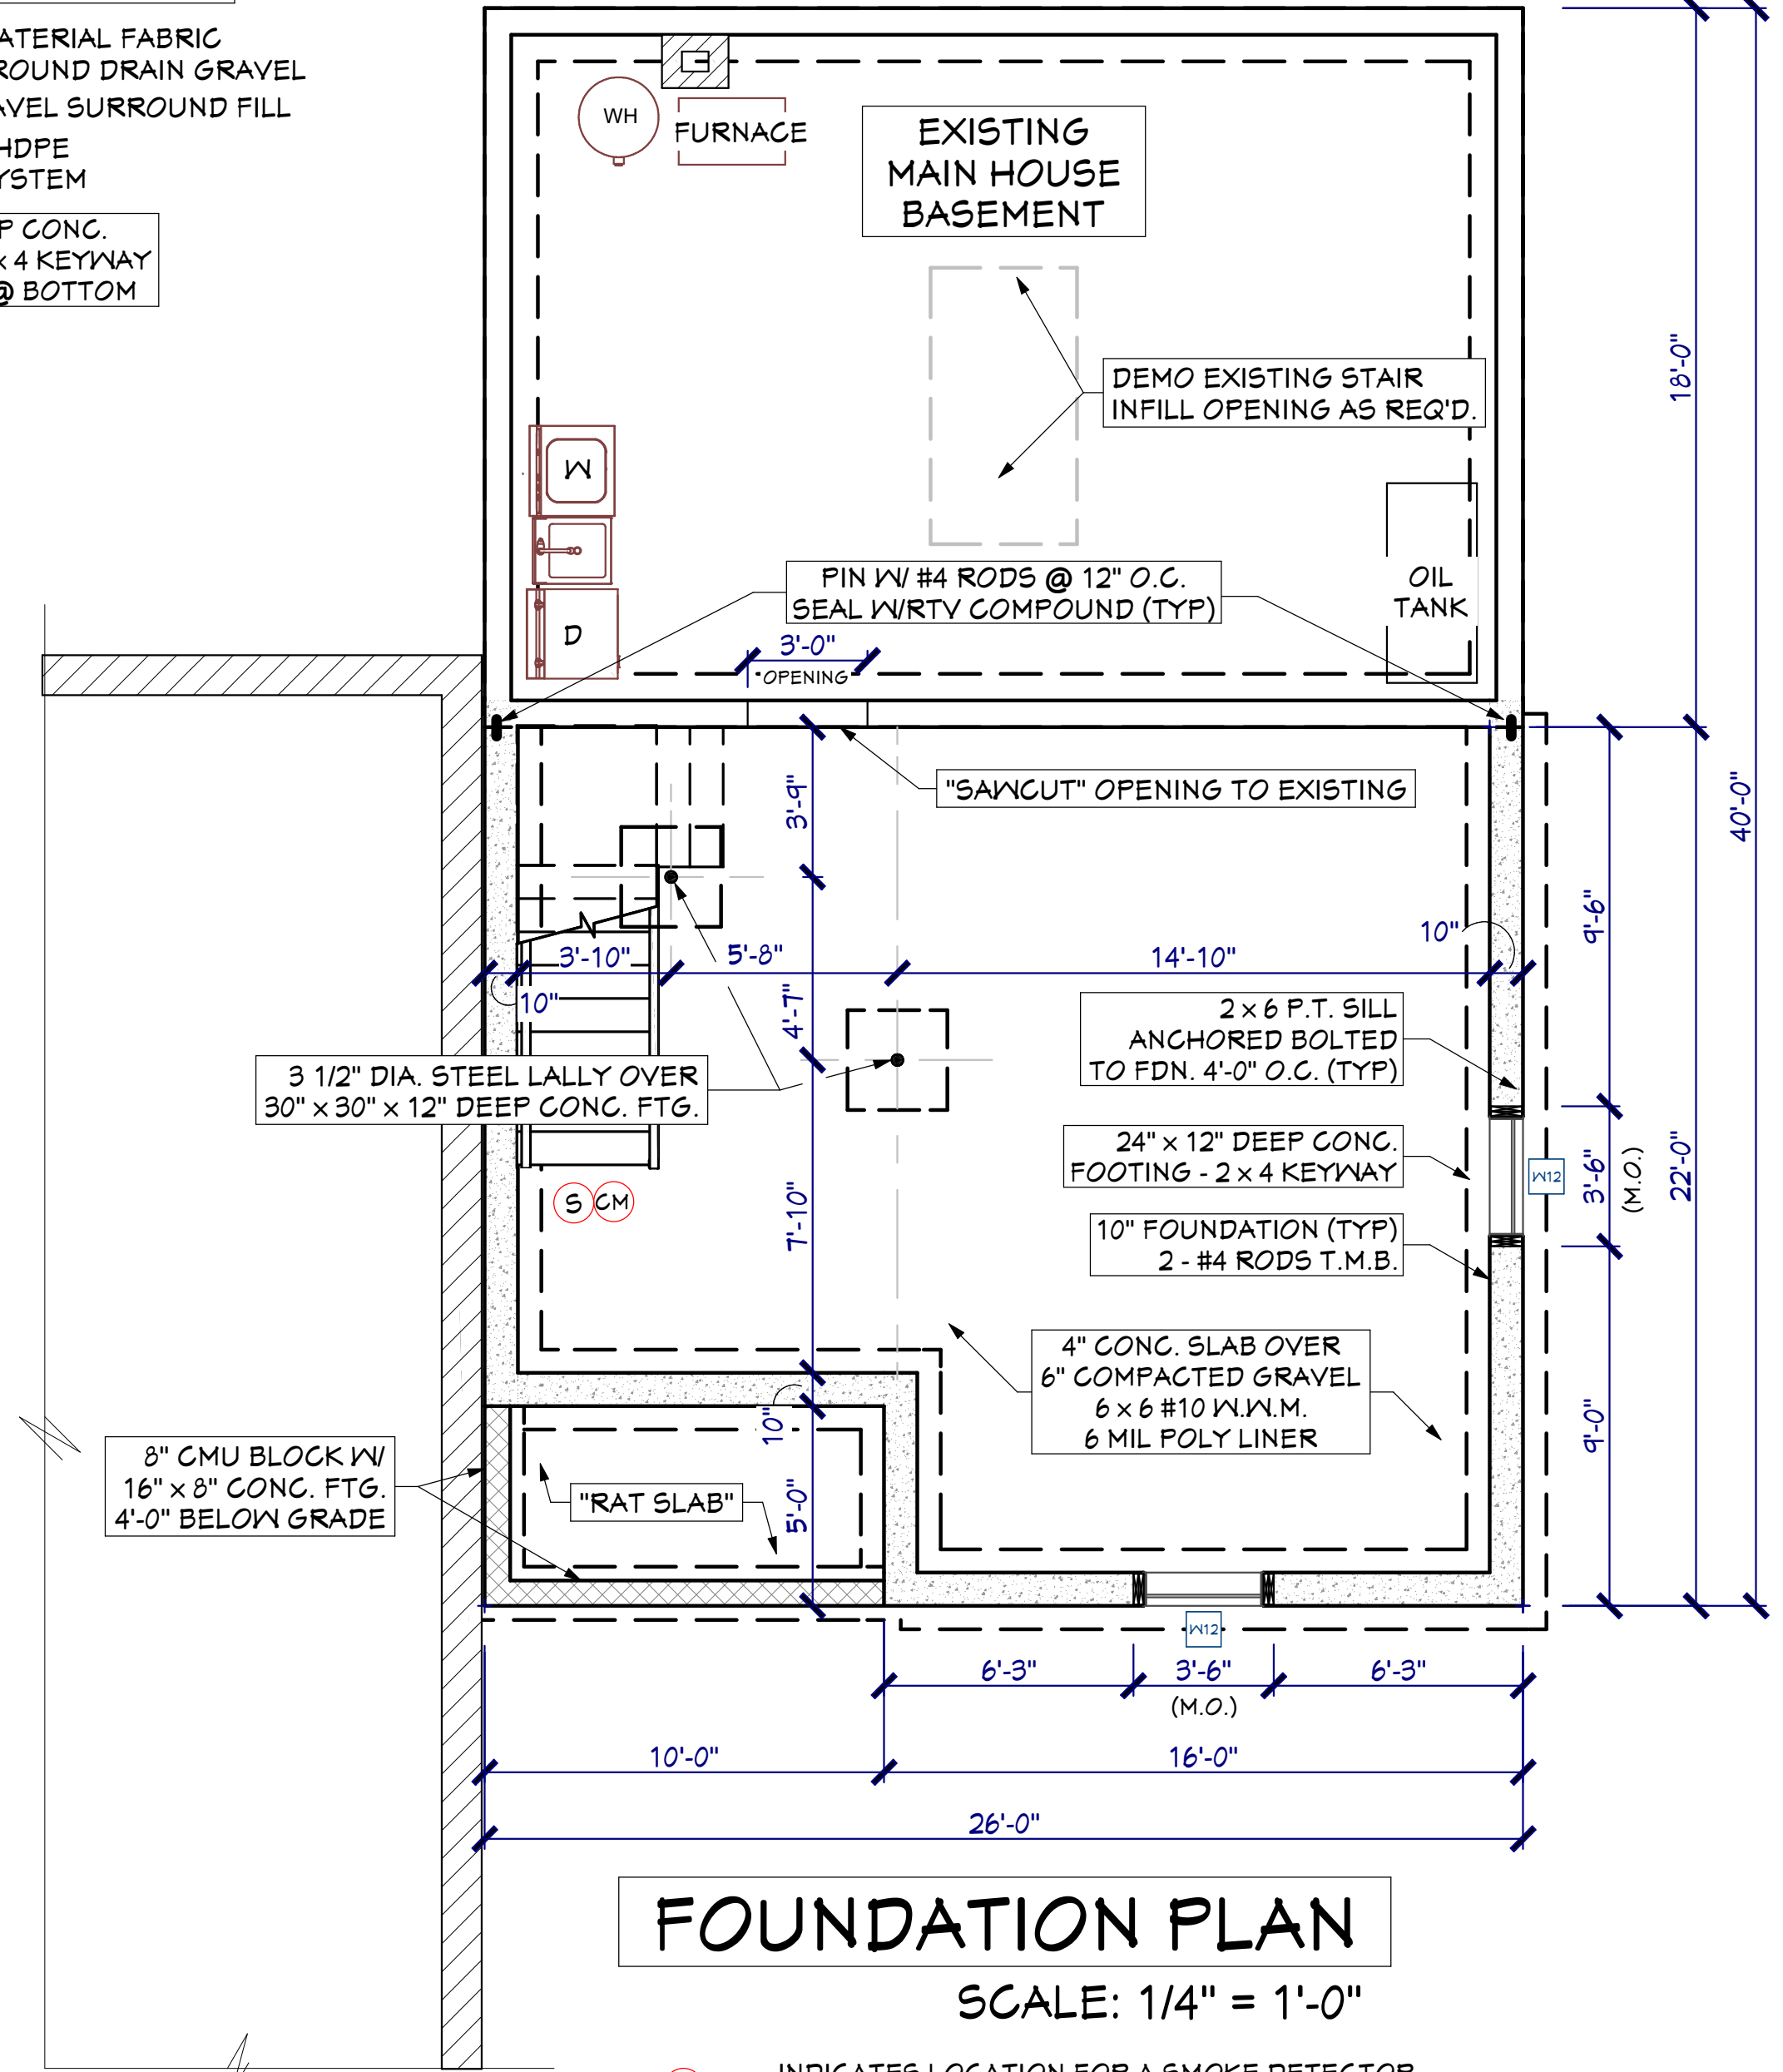 ATERIAL FABRIC
ROUND DRAIN GRAVEL
AVEL SURROUND FILL
HDPE
YSTEM
P CONC.
x 4 KEYWAY
@ BOTTOM
WH
FURNACE
EXISTING
MAIN HOUSE
BASEMENT
DEMO EXISTING STAIR
INFILL OPENING AS REQ'D.
18'-0"
W
D
PIN W/ #4 RODS @ 12" O.C.
SEAL W/RTV COMPOUND (TYP)
OIL
TANK
3'-0"
OPENING
"SAWCUT" OPENING TO EXISTING
3'-9"
40'-0"
9'-6"
10"
3'-10"
5'-8"
14'-10"
10"
4'-7"
2 x 6 P.T. SILL
ANCHORED BOLTED
TO FDN. 4'-0" O.C. (TYP)
3 1/2" DIA. STEEL LALLY OVER
30" x 30" x 12" DEEP CONC. FTG.
24" x 12" DEEP CONC.
FOOTING - 2 x 4 KEYWAY
W12
3'-6"
(M.O.)
22'-0"
S
CM
7'-10"
10" FOUNDATION (TYP)
2 - #4 RODS T.M.B.
4" CONC. SLAB OVER
6" COMPACTED GRAVEL
6 x 6 #10 W.W.M.
6 MIL POLY LINER
10"
9'-0"
8" CMU BLOCK W/
16" x 8" CONC. FTG.
4'-0" BELOW GRADE
"RAT SLAB"
5'-0"
W12
6'-3"
3'-6"
6'-3"
(M.O.)
10'-0"
16'-0"
26'-0"
FOUNDATION PLAN
SCALE: 1/4" = 1'-0"
INDICATES LOCATION FOR A SMOKE DETECTOR